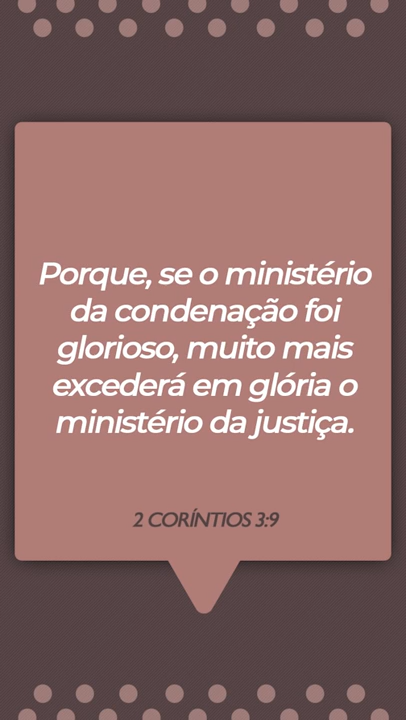 Porque, se o ministério
da condenação foi
glorioso, muito mais
excederá em glória o
ministério da justiça.
2 CORÍNTIOS 3:9